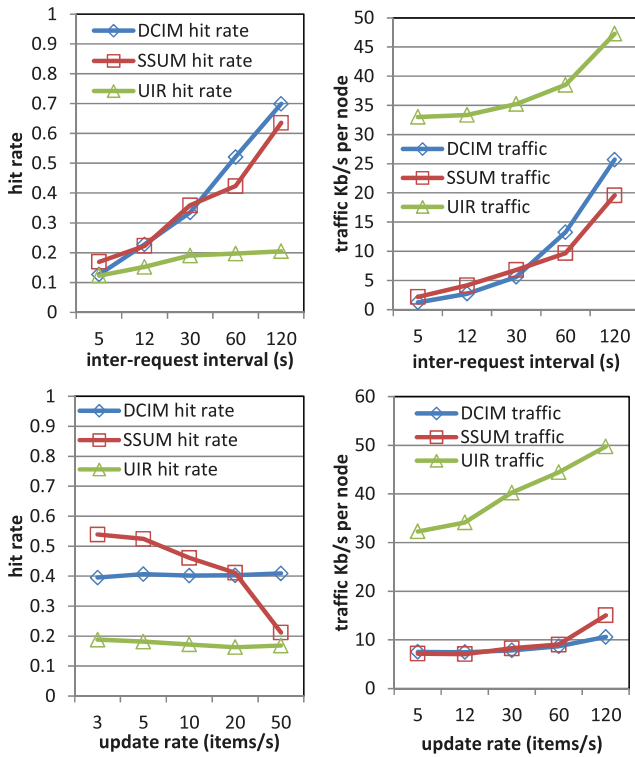 1
0.9
0.8
0.7
0.6
0.5
0.4
0.3
0.2
0.1
0
hit rate
DCIM hit rate
SSUM hit rate
UIR hit rate
5 12 30 60 120
inter-request interval (s)
50
45
40
35
30
25
20
15
10
5
0
traffic Kb/s per node
DCIM traffic
SSUM traffic
UIR traffic
5 12 30 60 120
inter-request interval (s)
1
0.9
0.8
0.7
0.6
0.5
0.4
0.3
0.2
0.1
0
hit rate
DCIM hit rate
SSUM hit rate
UIR hit rate
3 5 10 20 50
update rate (items/s)
60
50
40
30
20
10
0
traffic Kb/s per node
DCIM traffic
SSUM traffic
UIR traffic
5 12 30 60 120
update rate (items/s)